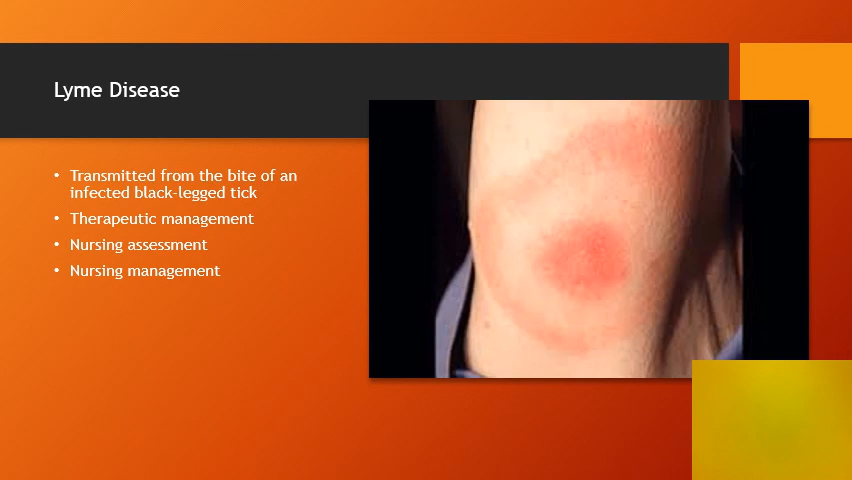 Lyme Disease
• Transmitted from the bite of an
infected black-legged tick
• Therapeutic management
• Nursing assessment
• Nursing management